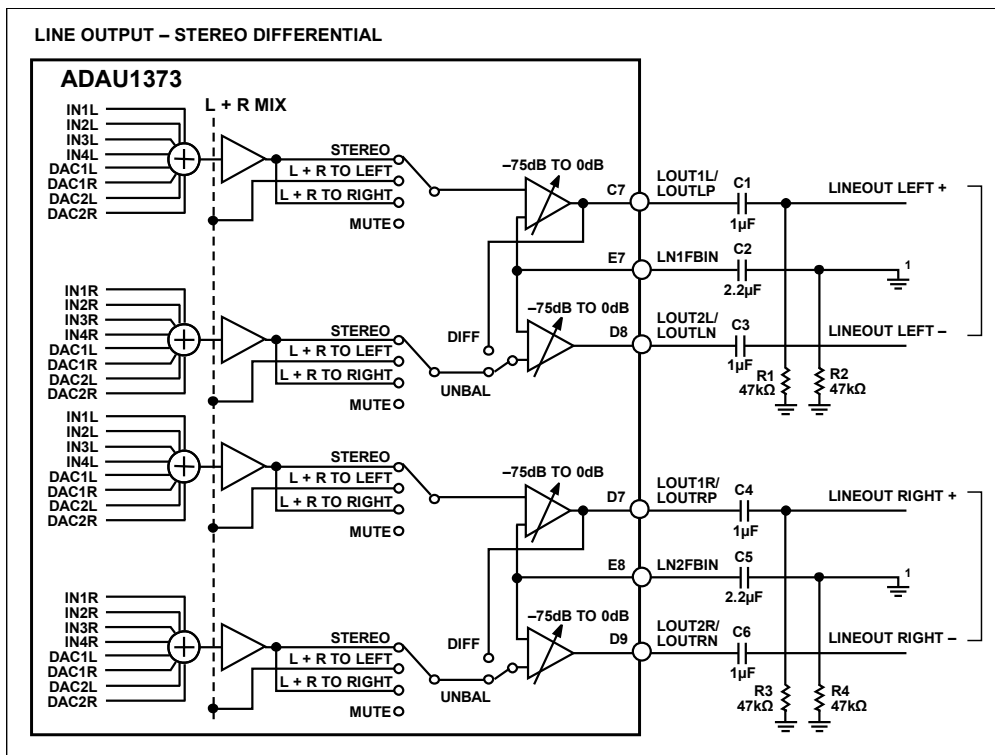 LINE OUTPUT – STEREO DIFFERENTIAL
ADAU1373
L + R MIX
IN1L
IN2L
IN3L
IN4L
DAC1L
DAC1R
DAC2L
DAC2R
STEREO
L + R TO LEFT
L + R TO RIGHT
MUTE
–75dB TO 0dB
C7
LOUT1L/
LOUTLP
C1
1µF
LINEOUT LEFT +
E7
LN1FBIN
C2
2.2µF
1
IN1R
IN2R
IN3R
IN4R
DAC1L
DAC1R
DAC2L
DAC2R
STEREO
L + R TO LEFT
L + R TO RIGHT
MUTE
DIFF
UNBAL
–75dB TO 0dB
D8
LOUT2L/
LOUTLN
C3
1µF
LINEOUT LEFT –
R1
47kΩ
R2
47kΩ
IN1L
IN2L
IN3L
IN4L
DAC1L
DAC1R
DAC2L
DAC2R
STEREO
L + R TO LEFT
L + R TO RIGHT
MUTE
–75dB TO 0dB
D7
LOUT1R/
LOUTRP
C4
1µF
LINEOUT RIGHT +
E8
LN2FBIN
C5
2.2µF
1
IN1R
IN2R
IN3R
IN4R
DAC1L
DAC1R
DAC2L
DAC2R
STEREO
L + R TO LEFT
L + R TO RIGHT
MUTE
DIFF
UNBAL
–75dB TO 0dB
D9
LOUT2R/
LOUTRN
C6
1µF
LINEOUT RIGHT –
R3
47kΩ
R4
47kΩ